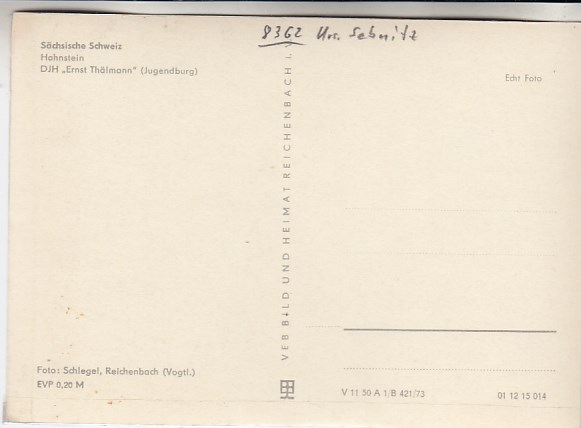 8362 Krs. Sebnitz
Sächsische Schweiz
Hohnstein
DJH „Ernst Thälmann“ (Jugendburg)
Echt Foto
VEB BILD UND HEIMAT REICHENBACH I. V.
Foto: Schlegel, Reichenbach (Vogtl.)
EVP 0,20 M
V 11 50 A 1/B 421/73
01 12 15 014